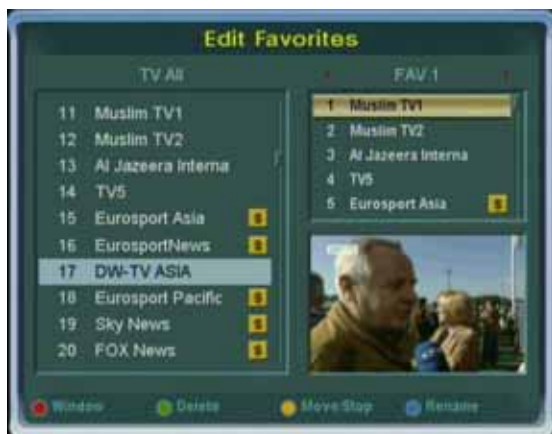 Edit Favorites
TV All
FAV 1
11 Muslim TV1
12 Muslim TV2
13 Al Jazeera Interna
14 TV5
15 Eurosport Asia $
16 EurosportNews $
17 DW-TV ASIA
18 Eurosport Pacific $
19 Sky News $
20 FOX News $
1 Muslim TV1
2 Muslim TV2
3 Al Jazeera Interna
4 TV5
5 Eurosport Asia $
Window
Delete
Move/Stop
Rename